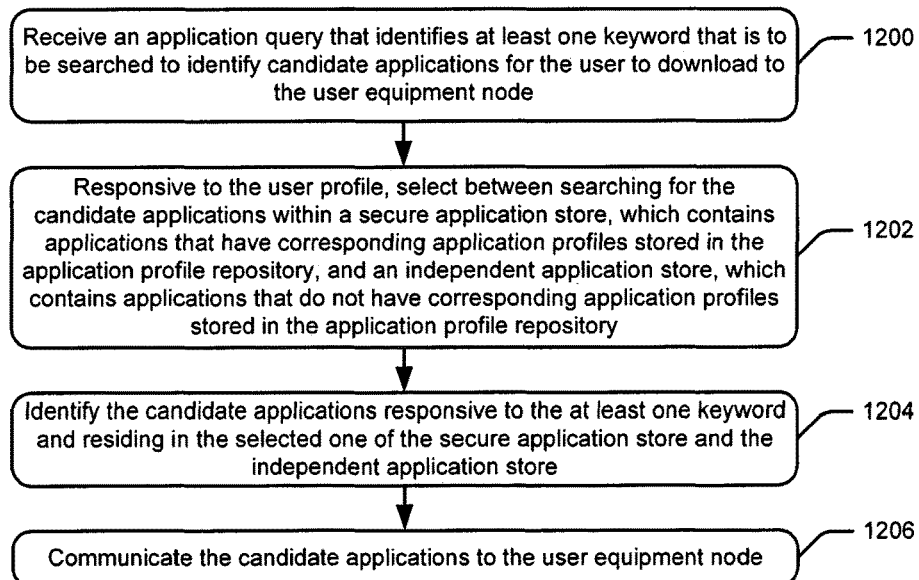 Receive an application query that identifies at least one keyword that is to
be searched to identify candidate applications for the user to download to
the user equipment node
1200
Responsive to the user profile, select between searching for the
candidate applications within a secure application store, which contains
applications that have corresponding application profiles stored in the
application profile repository, and an independent application store, which
contains applications that do not have corresponding application profiles
stored in the application profile repository
1202
Identify the candidate applications responsive to the at least one keyword
and residing in the selected one of the secure application store and the
independent application store
1204
Communicate the candidate applications to the user equipment node
1206